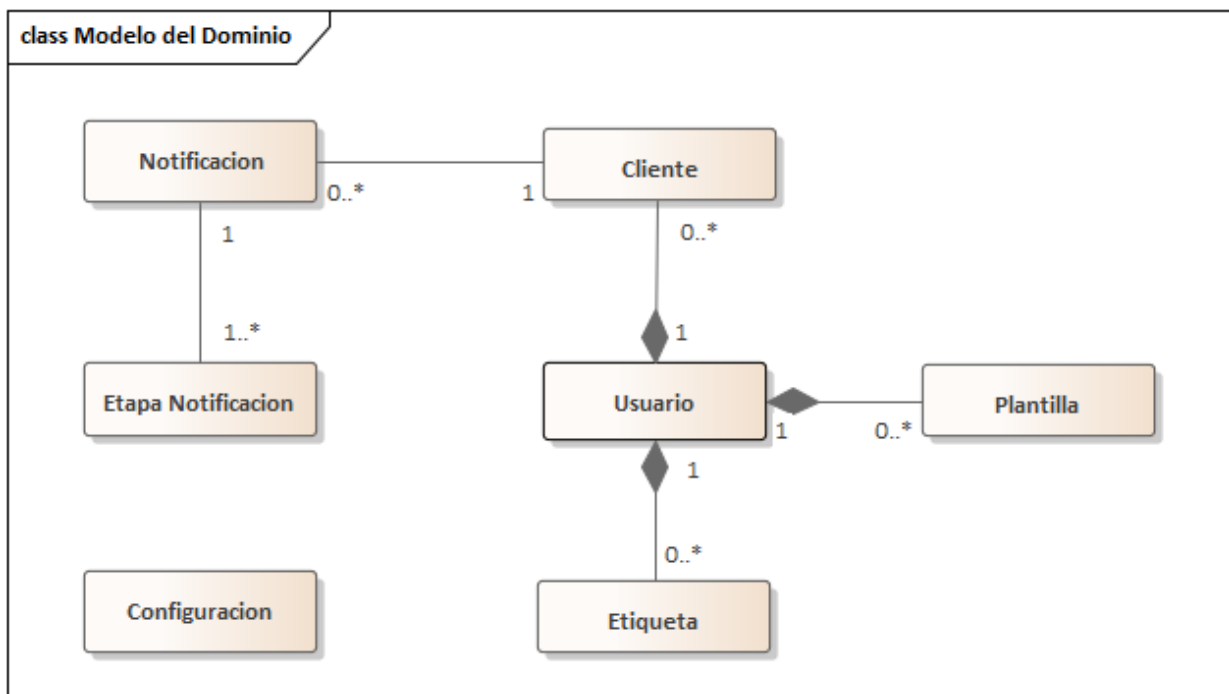 class Modelo del Dominio
Notificacion
Cliente
0..*
1
1
0..*
1..*
1
Etapa Notificacion
Usuario
Plantilla
1
0..*
1
0..*
Configuracion
Etiqueta